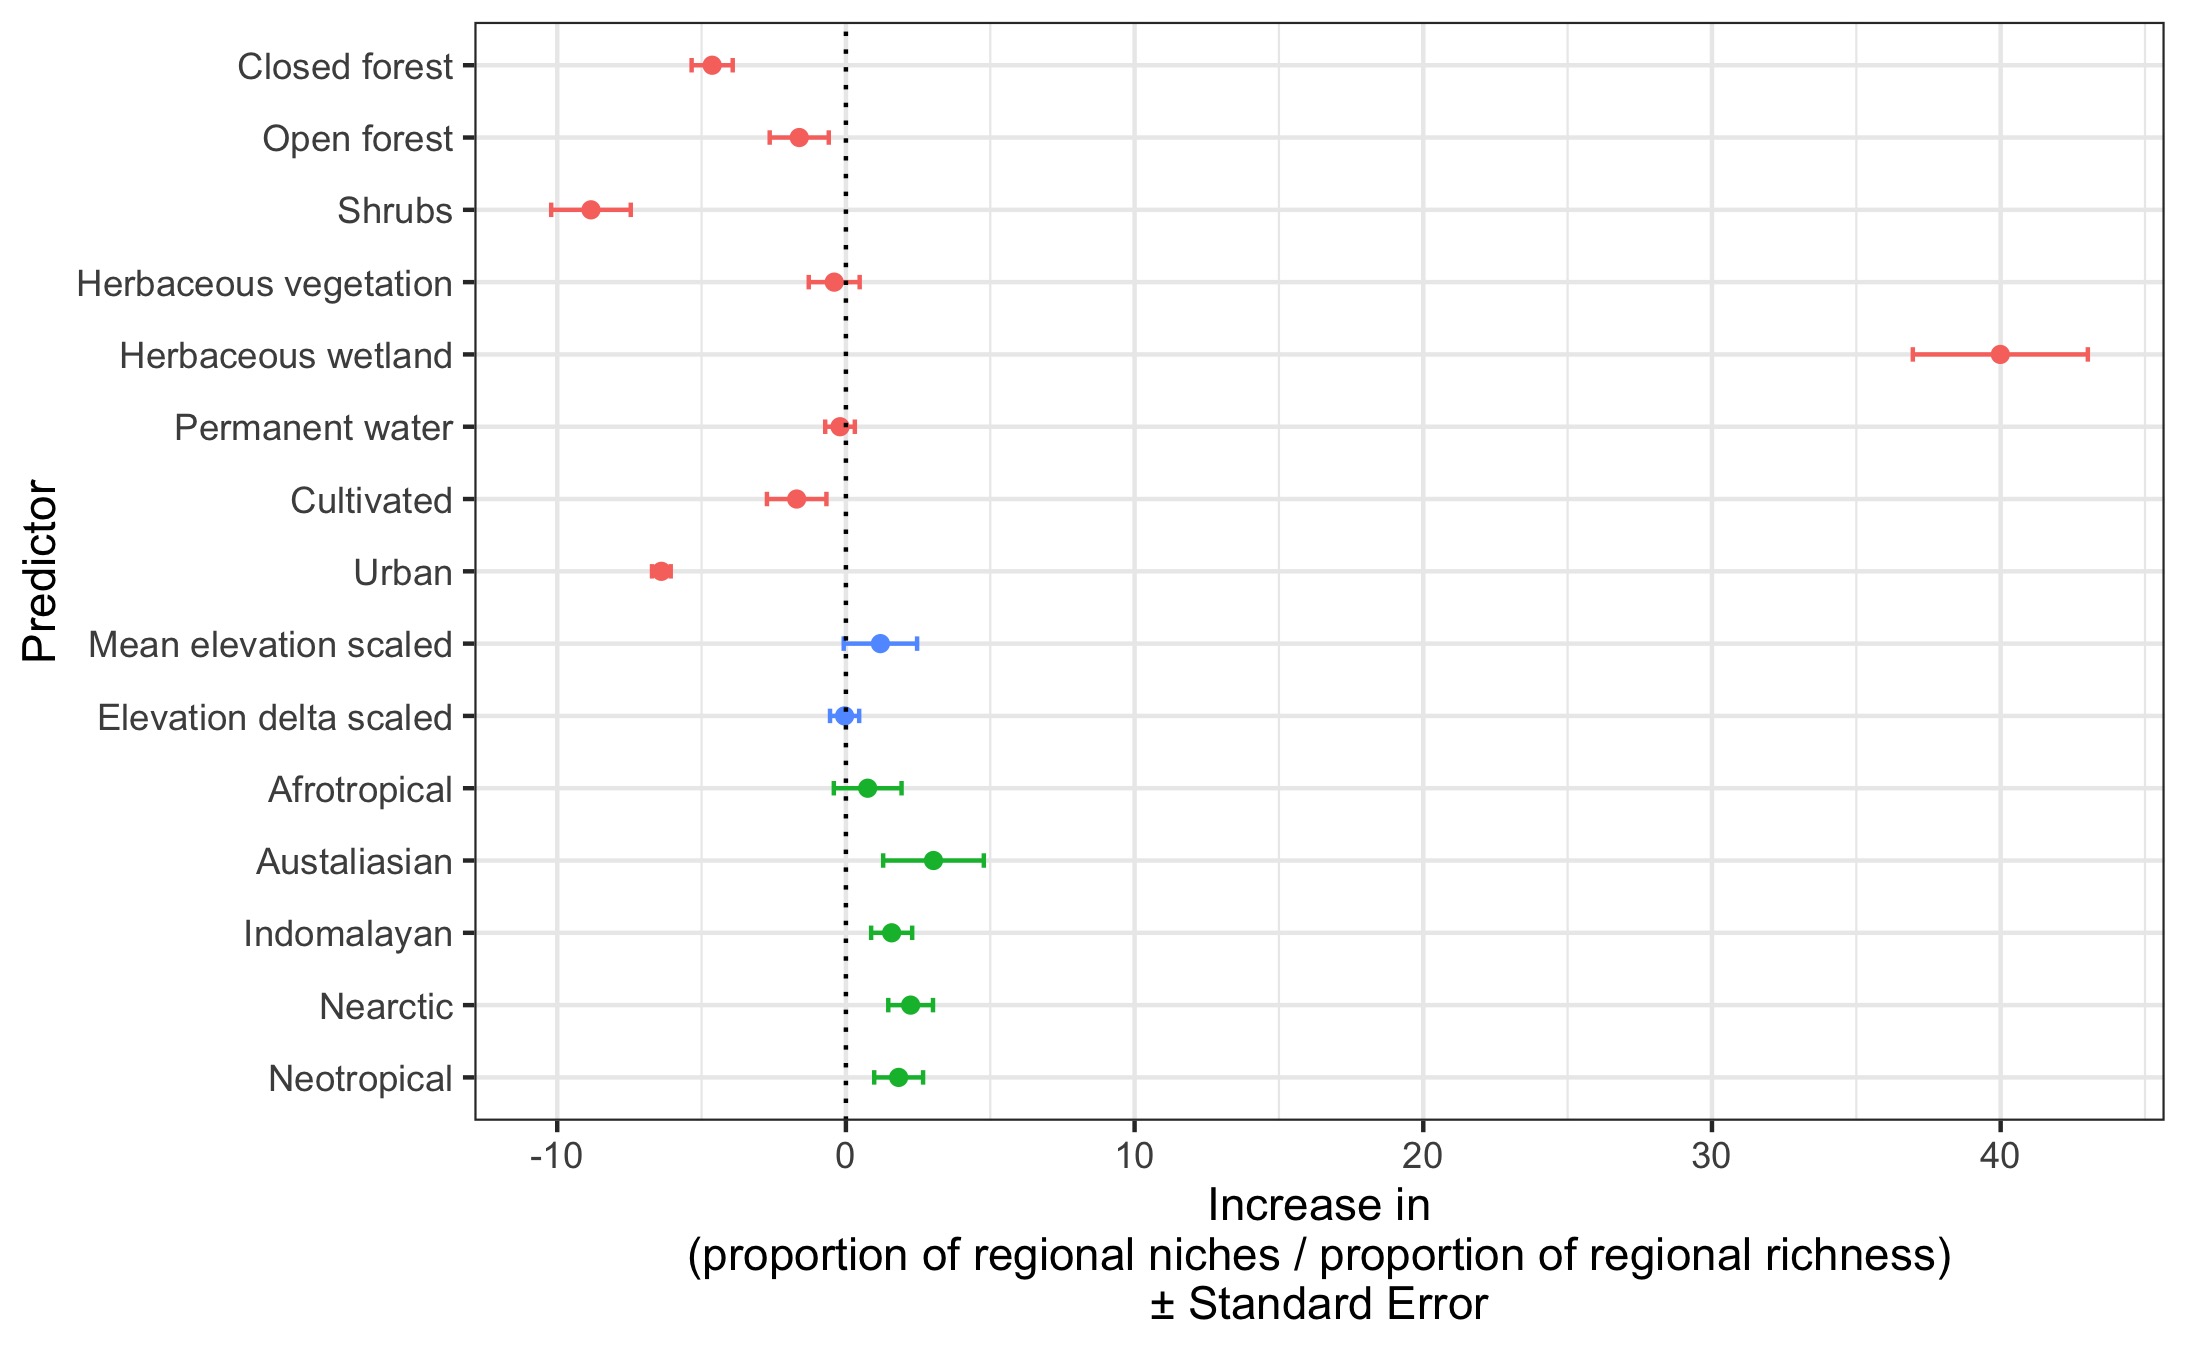 Closed forest
Open forest
Shrubs
Herbaceous vegetation
Herbaceous wetland
Permanent water
Cultivated
Urban
Mean elevation scaled
Elevation delta scaled
Afrotropical
Austaliasian
Indomalayan
Nearctic
Neotropical
Predictor
-10 0 10 20 30 40
Increase in
(proportion of regional niches / proportion of regional richness)
± Standard Error